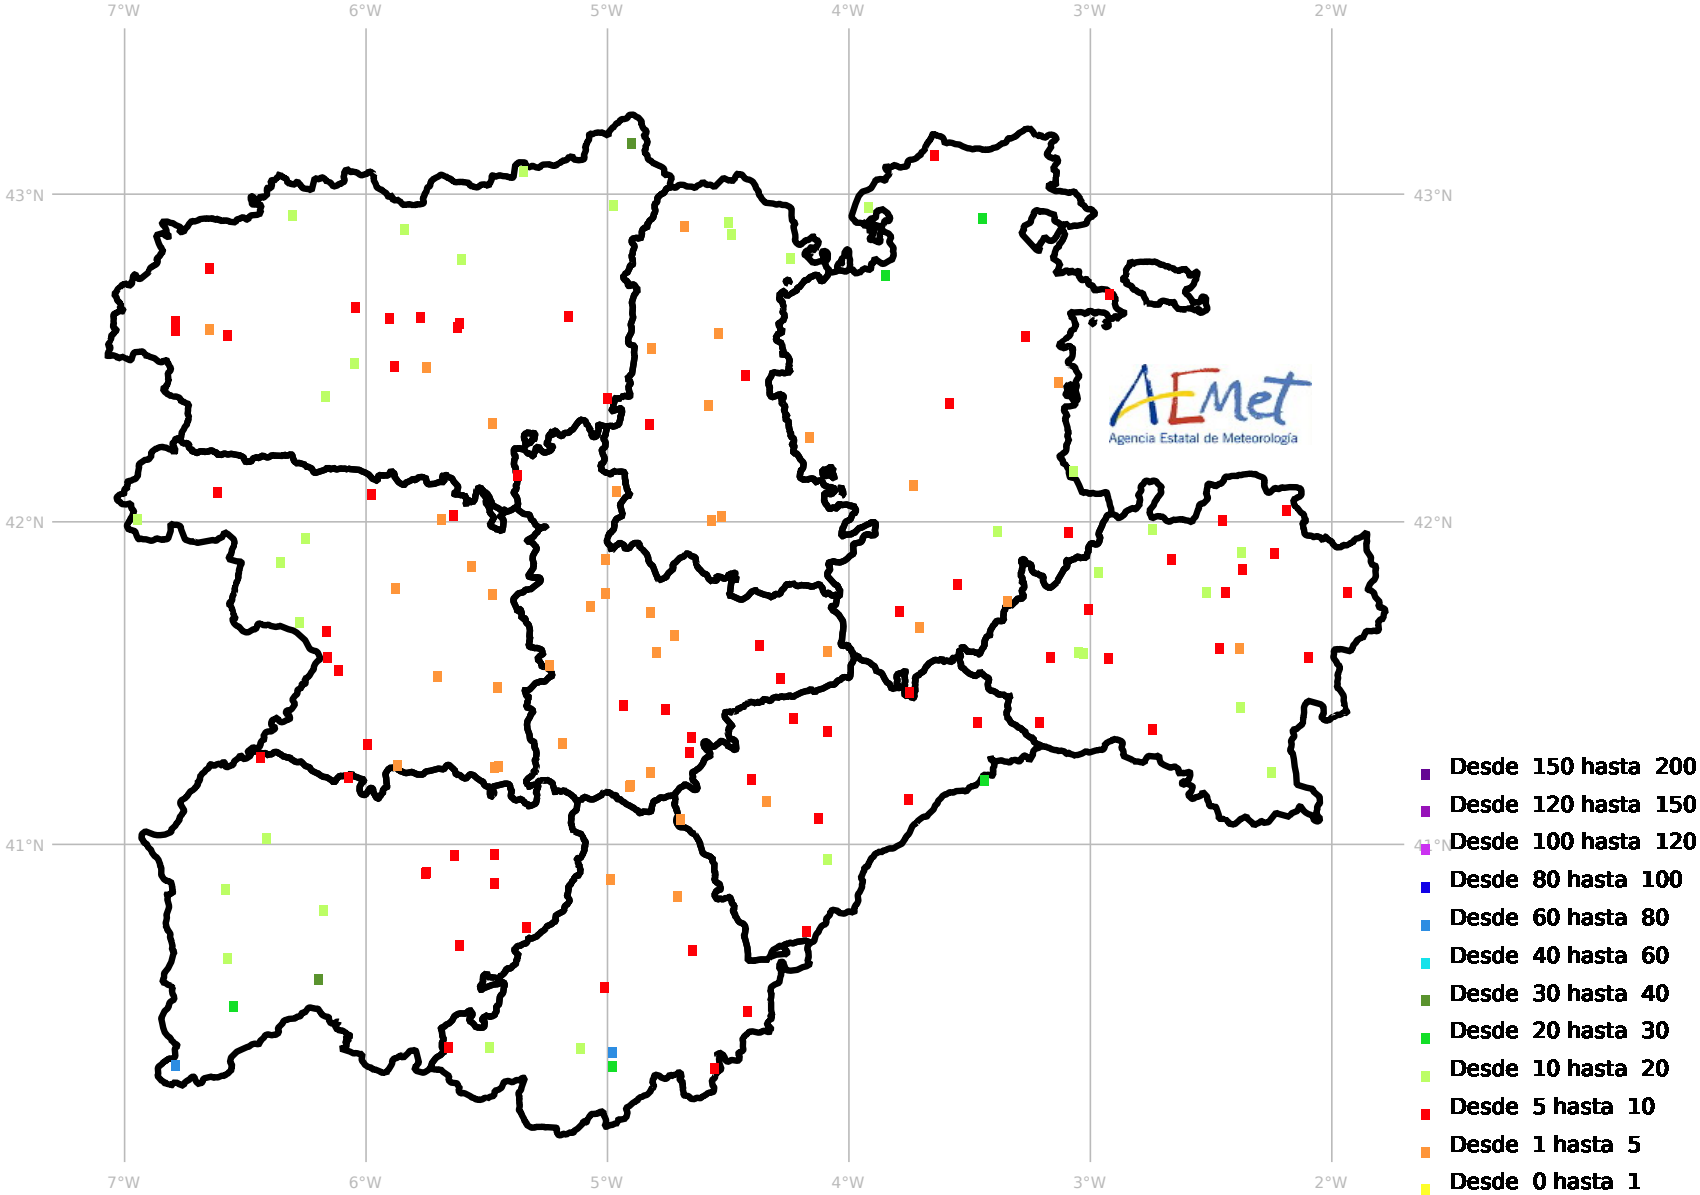 7°W 6°W 5°W 4°W 3°W 2°W
43°N 43°N
AEMet
Agencia Estatal de Meteorología
42°N 42°N
Desde 150 hasta 200
Desde 120 hasta 150
41°N 41°N
Desde 100 hasta 120
Desde 80 hasta 100
Desde 60 hasta 80
Desde 40 hasta 60
Desde 30 hasta 40
Desde 20 hasta 30
Desde 10 hasta 20
Desde 5 hasta 10
Desde 1 hasta 5
Desde 0 hasta 1
7°W 6°W 5°W 4°W 3°W 2°W